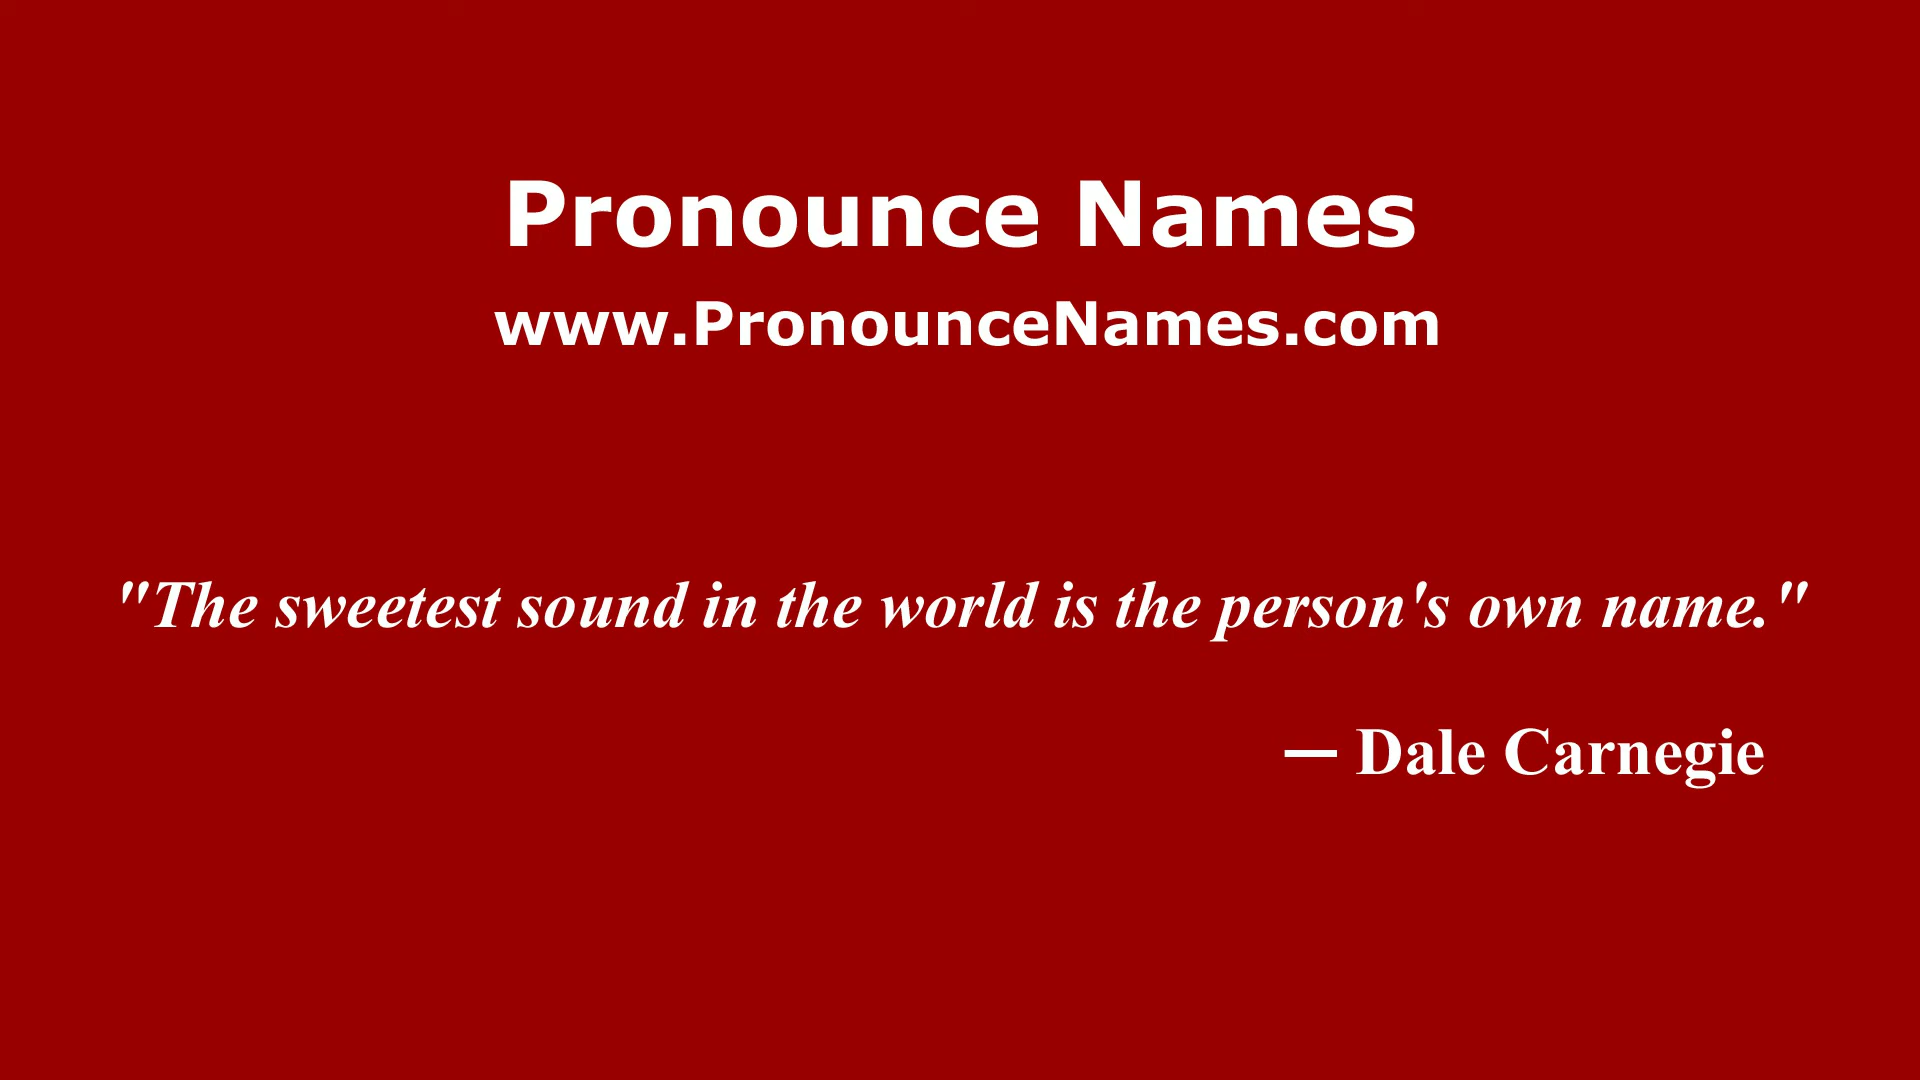 Pronounce Names
www.PronounceNames.com
"The sweetest sound in the world is the person's own name."
— Dale Carnegie